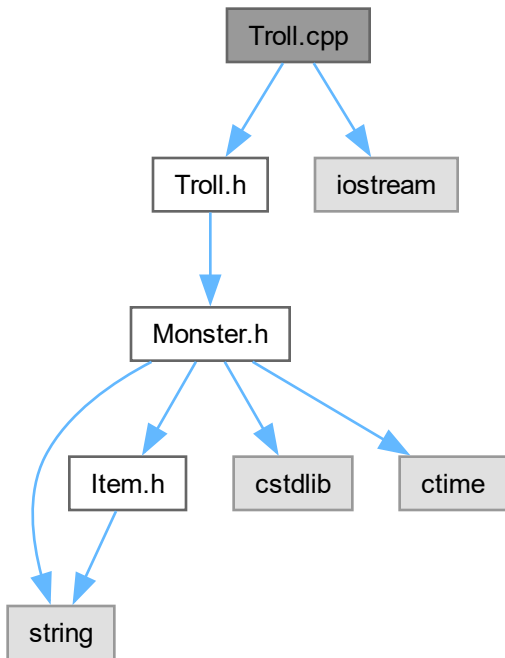 Troll.cpp
Troll.h
iostream
Monster.h
Item.h
cstdlib
ctime
string